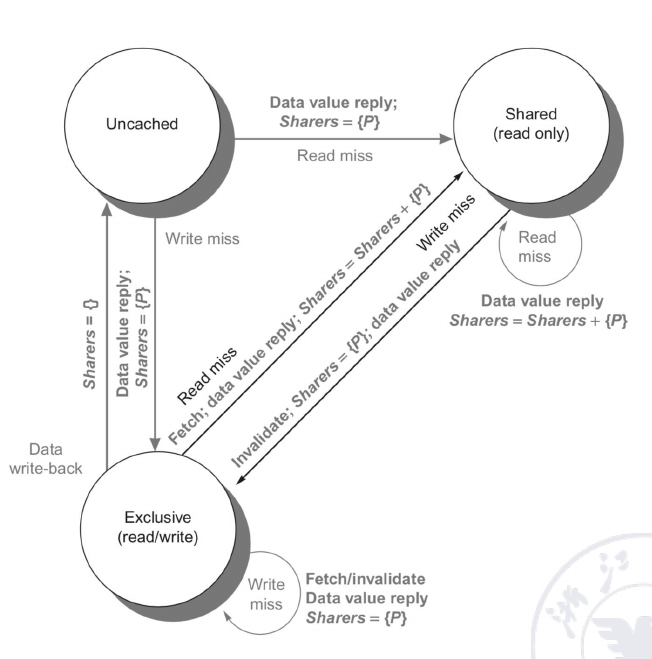 Uncached
Data value reply;
Sharers = {P}
Read miss
Shared
(read only)
Write miss
Read
miss
Data value reply
Sharers = Sharers + {P}
Write miss
Invalidate; Sharers = {P}; data value reply
Read miss
Fetch; data value reply; Sharers = Sharers + {P}
Sharers = {}
Data value reply;
Sharers = {P}
Data
write-back
Exclusive
(read/write)
Write
miss
Fetch/invalidate
Data value reply
Sharers = {P}
浙江